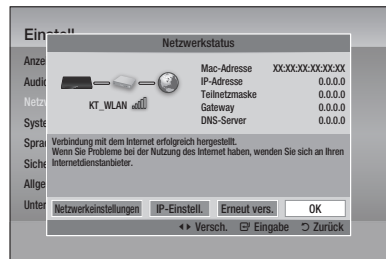 Einstell
Netzwerkstatus
Anze
Audio
Netz
Syste
Sprac
Siche
Allge
Unter
KT_WLAN
Mac-Adresse XX:XX:XX:XX:XX:XX
IP-Adresse 0.0.0.0
Teilnetzmaske 0.0.0.0
Gateway 0.0.0.0
DNS-Server 0.0.0.0
Verbindung mit dem Internet erfolgreich hergestellt.
Wenn Sie Probleme bei der Nutzung des Internet haben, wenden Sie sich an Ihren
Internetdienstanbieter.
Netzwerkeinstellungen IP-Einstell. Erneut vers. OK
Versch. Eingabe Zurück